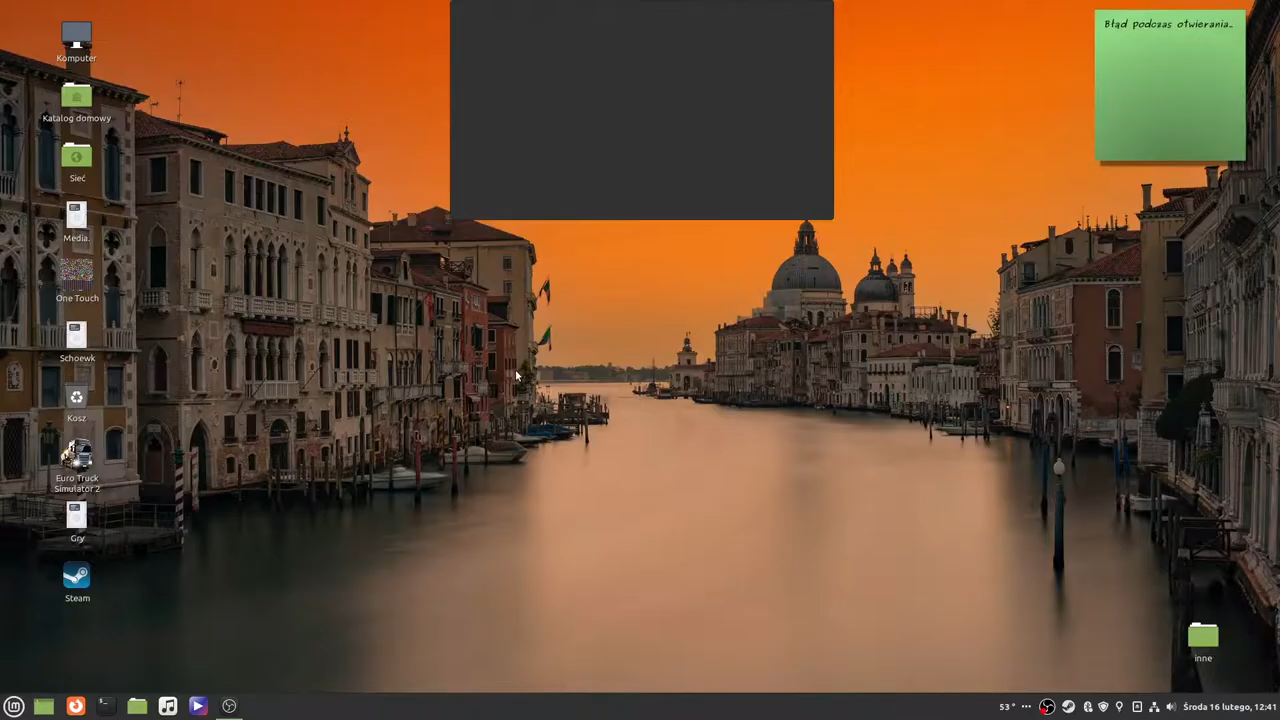 Błąd podczas otwierania..
Komputer
Katalog domowy
Sieć
Media.
One Touch
Schoewk
Kosz
Euro Truck
Simulator 2
Gry
Steam
inne
53 °
Środa 16 lutego, 12:41